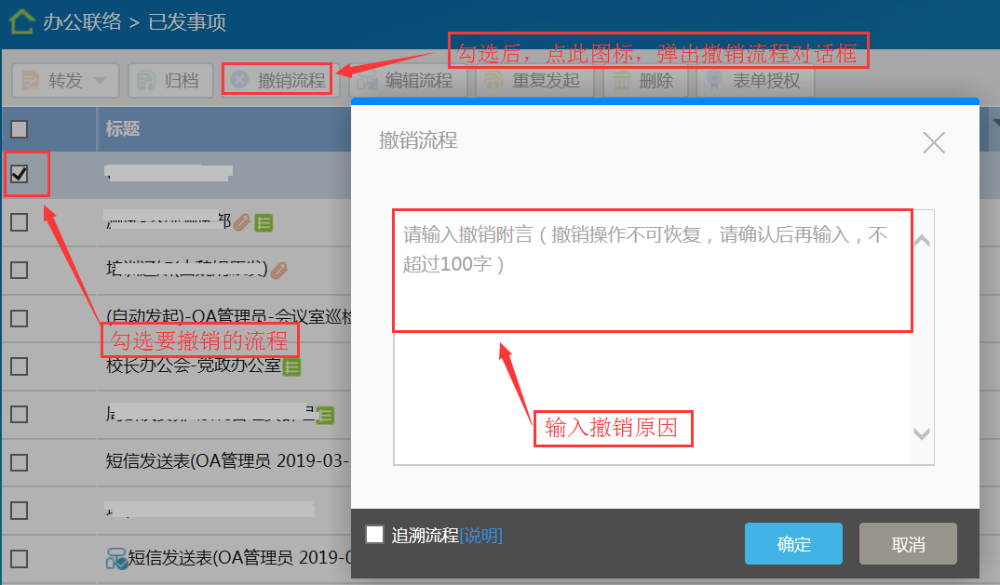 办公联络 > 已发事项
勾选后，点此图标，弹出撤销流程对话框
转发 归档 撤销流程 编辑流程 重复发起 删除 表单授权
标题
撤销流程
请输入撤销附言（撤销操作不可恢复，请确认后再输入，不
超过100字）
部
(自动发起)-OA管理员-会议室巡检
勾选要撤销的流程
校长办公会-党政办公室
输入撤销原因
短信发送表(OA管理员 2019-03-
短信发送表(OA管理员 2019-0
追溯流程[说明]
确定 取消